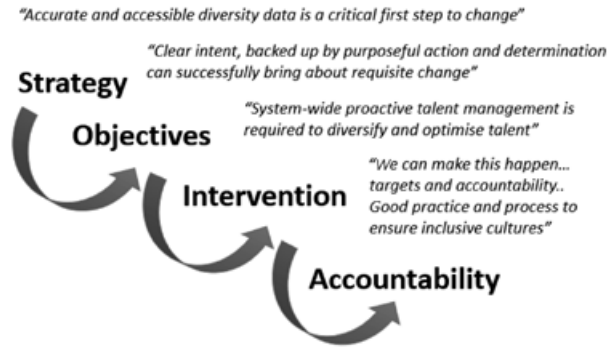 “Accurate and accessible diversity data is a critical first step to change”
“Clear intent, backed up by purposeful action and determination
can successfully bring about requisite change”
Strategy
“System-wide proactive talent management is
required to diversify and optimise talent”
Objectives
“We can make this happen…
targets and accountability..
Good practice and process to
ensure inclusive cultures”
Intervention
Accountability